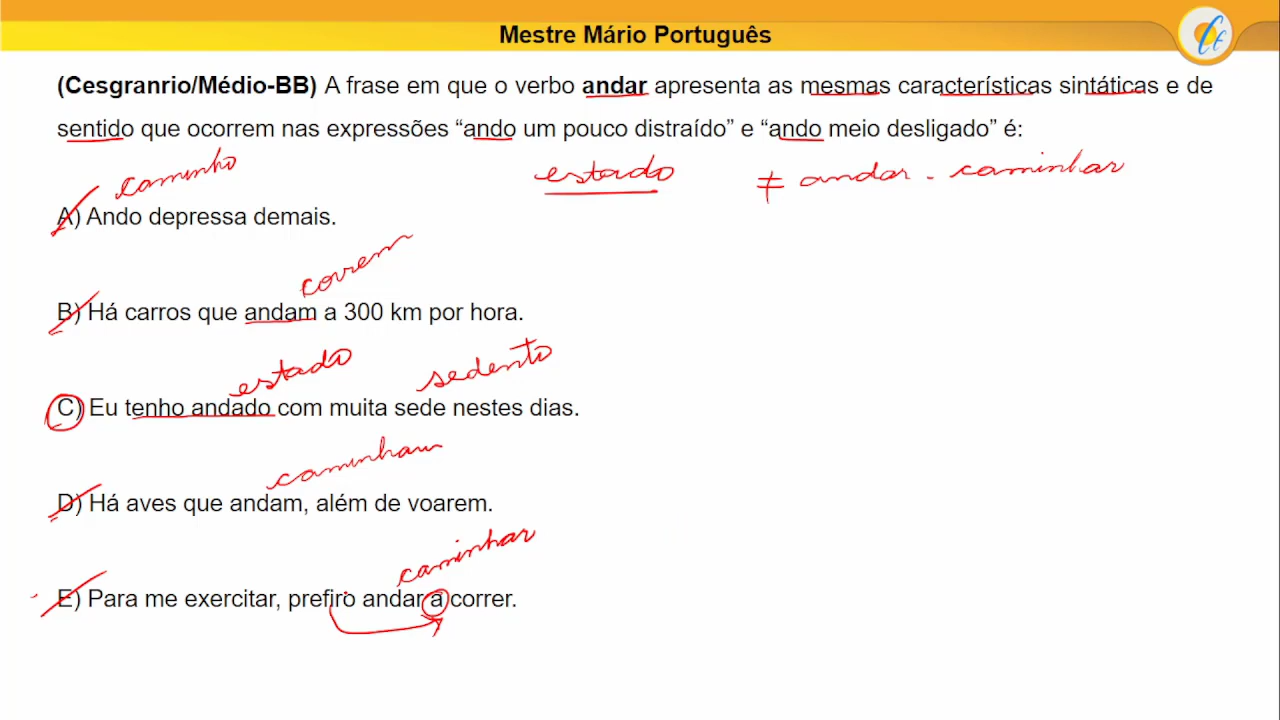 Mestre Mário Português
(Cesgranrio/Médio-BB) A frase em que o verbo andar apresenta as mesmas características sintáticas e de
sentido que ocorrem nas expressões “ando um pouco distraído” e “ando meio desligado” é:
caminho
estado ≠ andar - caminhar
A) Ando depressa demais.
correm
B) Há carros que andam a 300 km por hora.
estado sedento
C) Eu tenho andado com muita sede nestes dias.
caminham
D) Há aves que andam, além de voarem.
caminhar
E) Para me exercitar, prefiro andar a correr.